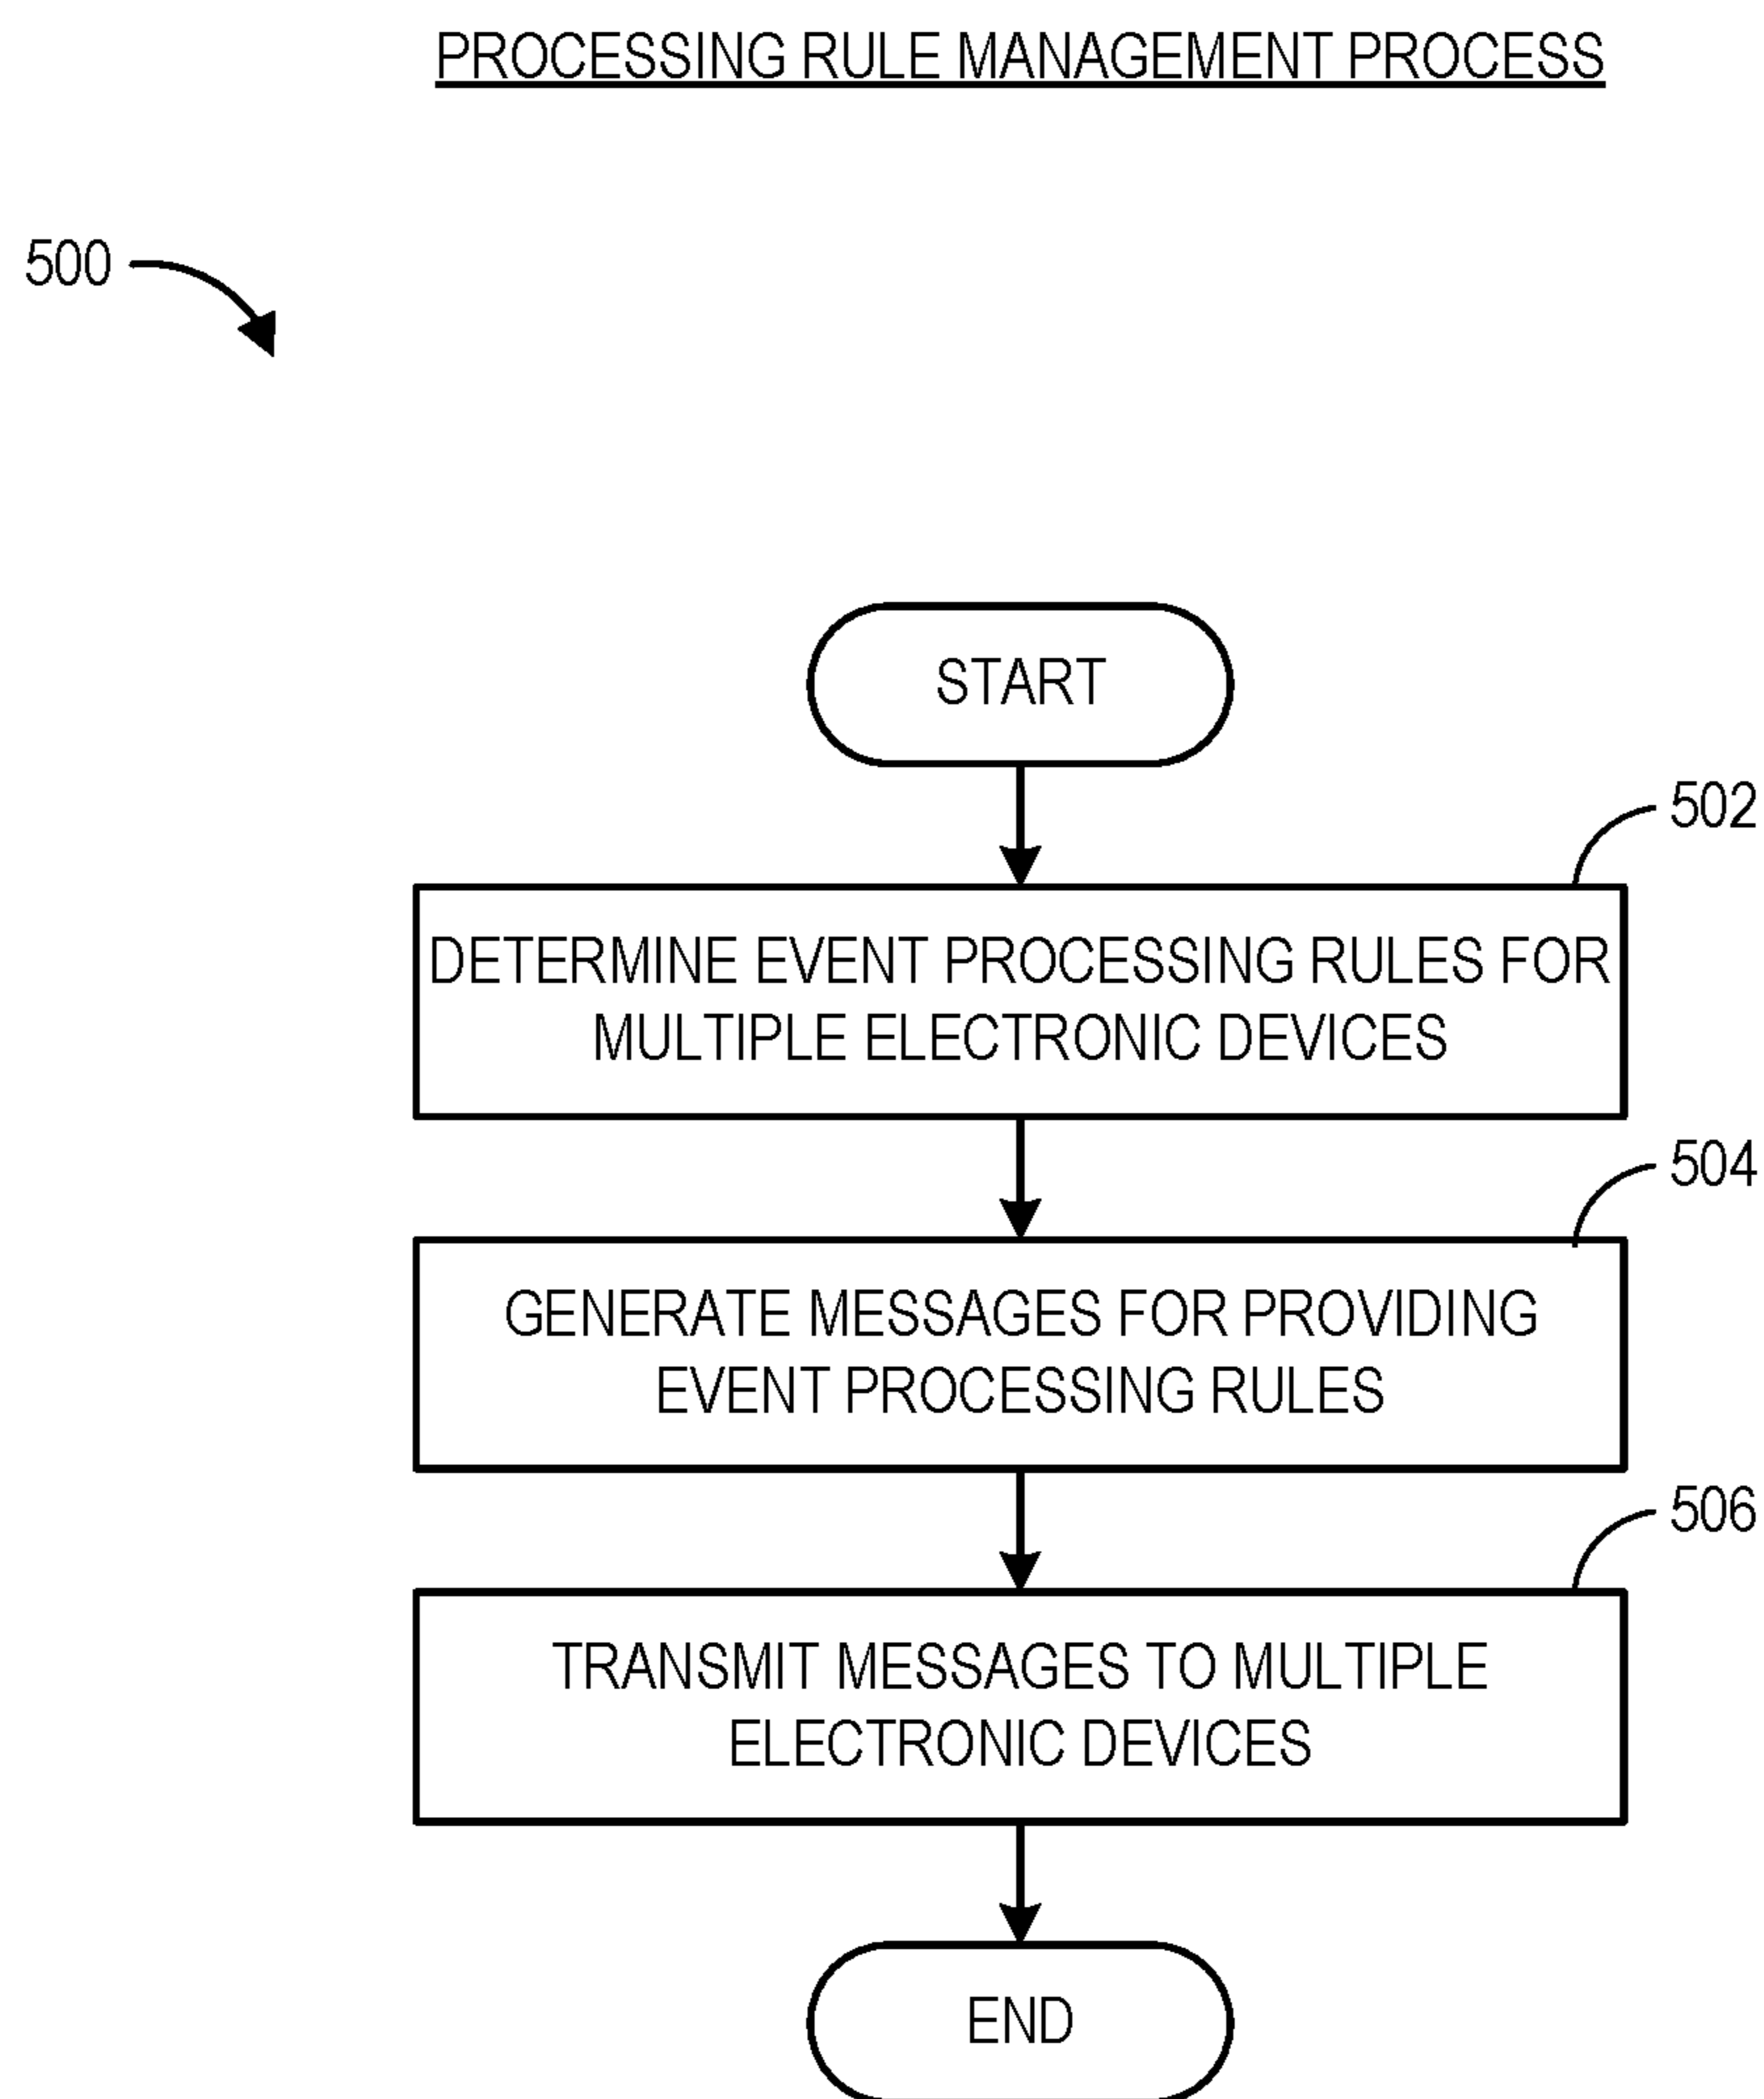 PROCESSING RULE MANAGEMENT PROCESS
500
START
502
DETERMINE EVENT PROCESSING RULES FOR
MULTIPLE ELECTRONIC DEVICES
504
GENERATE MESSAGES FOR PROVIDING
EVENT PROCESSING RULES
506
TRANSMIT MESSAGES TO MULTIPLE
ELECTRONIC DEVICES
END